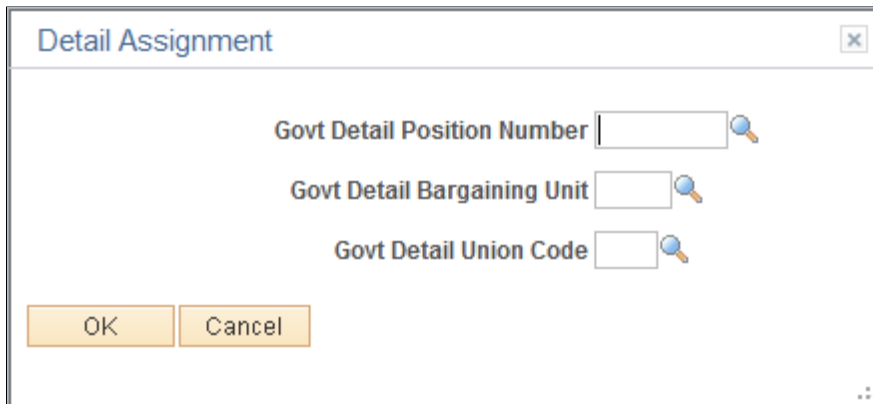 Detail Assignment
Govt Detail Position Number
Govt Detail Bargaining Unit
Govt Detail Union Code
OK Cancel